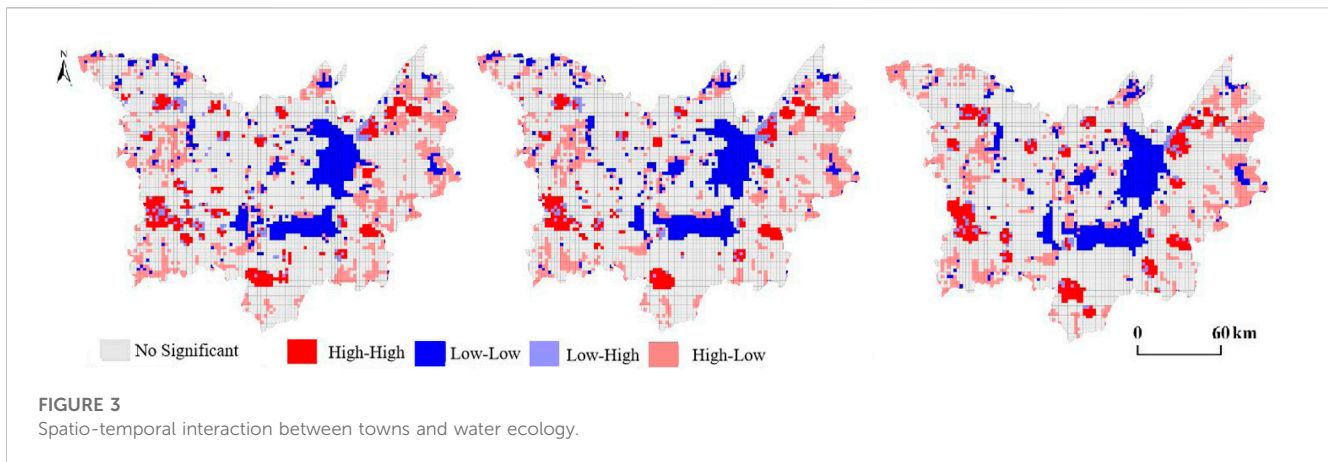 N
0 60 km
No Significant High-High Low-Low Low-High High-Low
FIGURE 3
Spatio-temporal interaction between towns and water ecology.